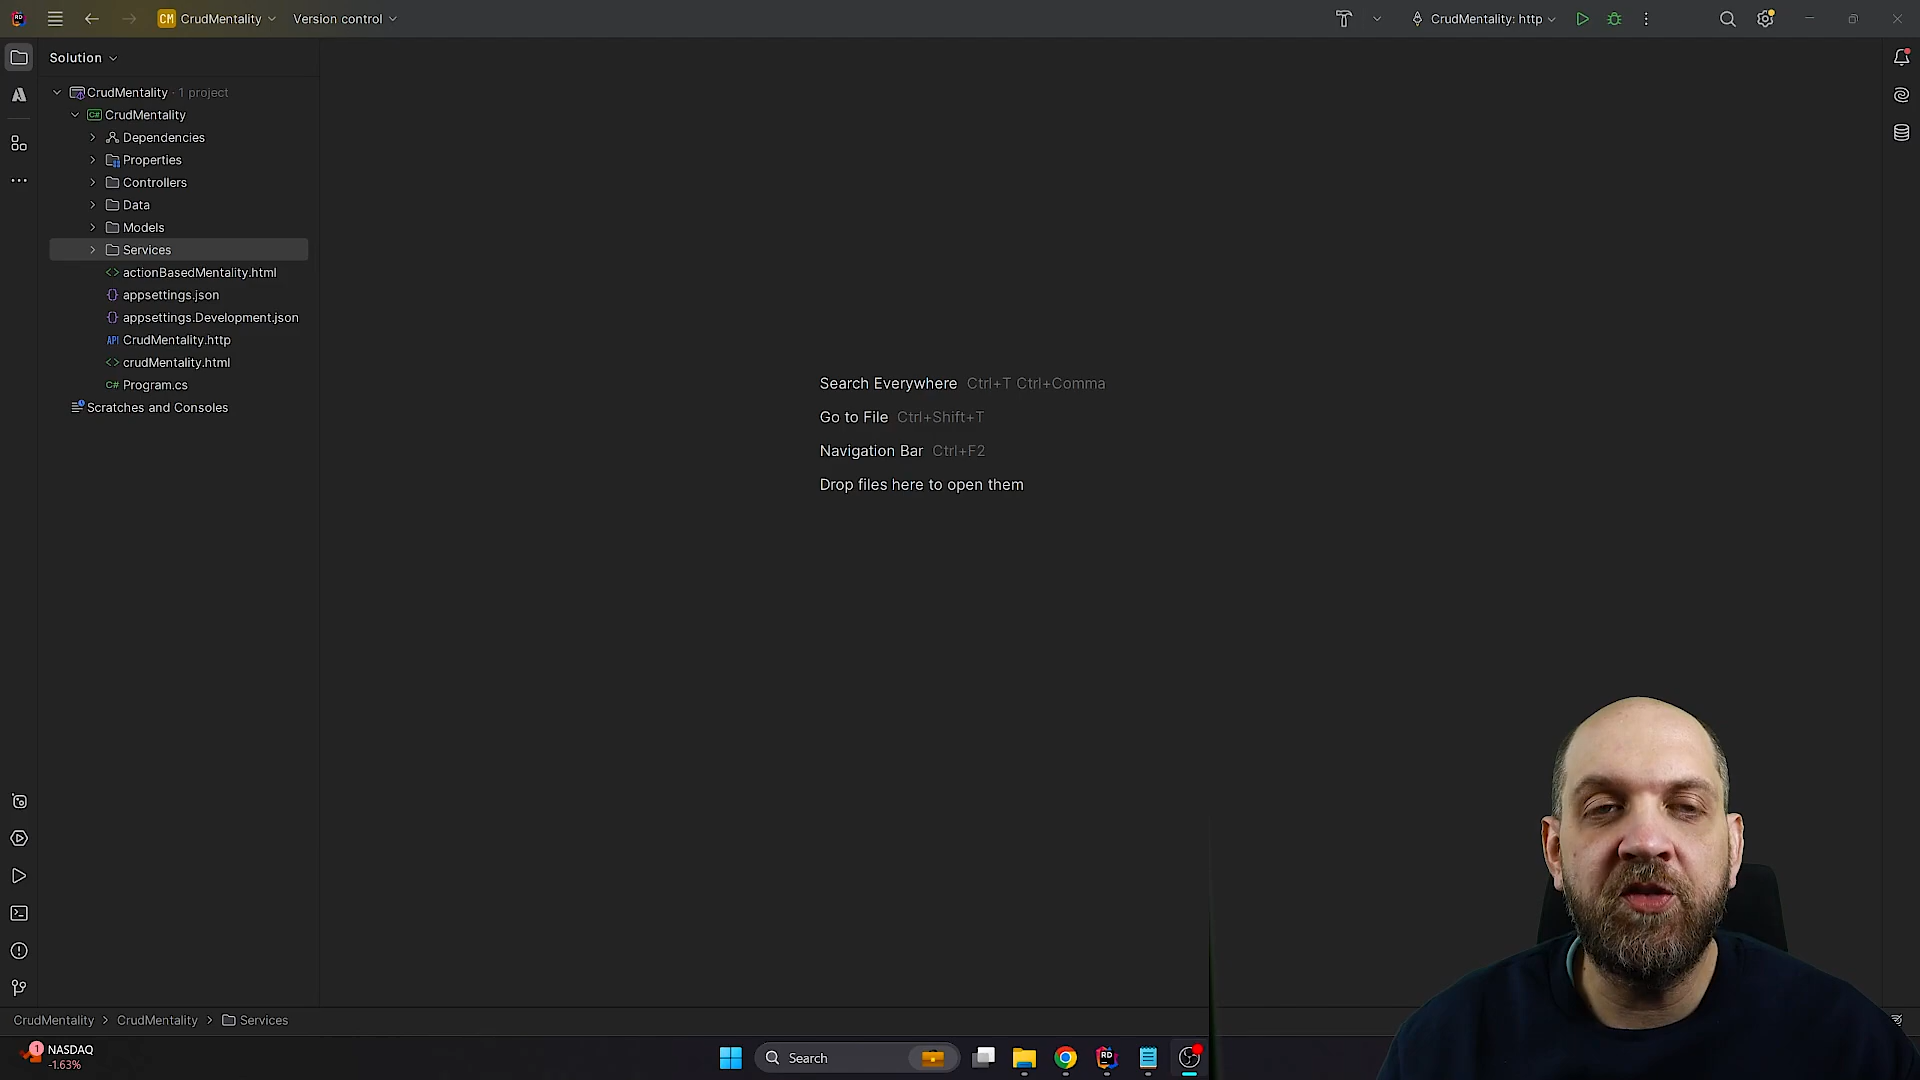 CM CrudMentality
Version control
CrudMentality: http
Solution
CrudMentality · 1 project
C# CrudMentality
Dependencies
Properties
Controllers
Data
Models
Services
<> actionBasedMentality.html
{} appsettings.json
{} appsettings.Development.json
API CrudMentality.http
<> crudMentality.html
C# Program.cs
Scratches and Consoles
Search Everywhere Ctrl+T Ctrl+Comma
Go to File Ctrl+Shift+T
Navigation Bar Ctrl+F2
Drop files here to open them
CrudMentality > CrudMentality > Services
1
NASDAQ
-1.63%
Search
RD